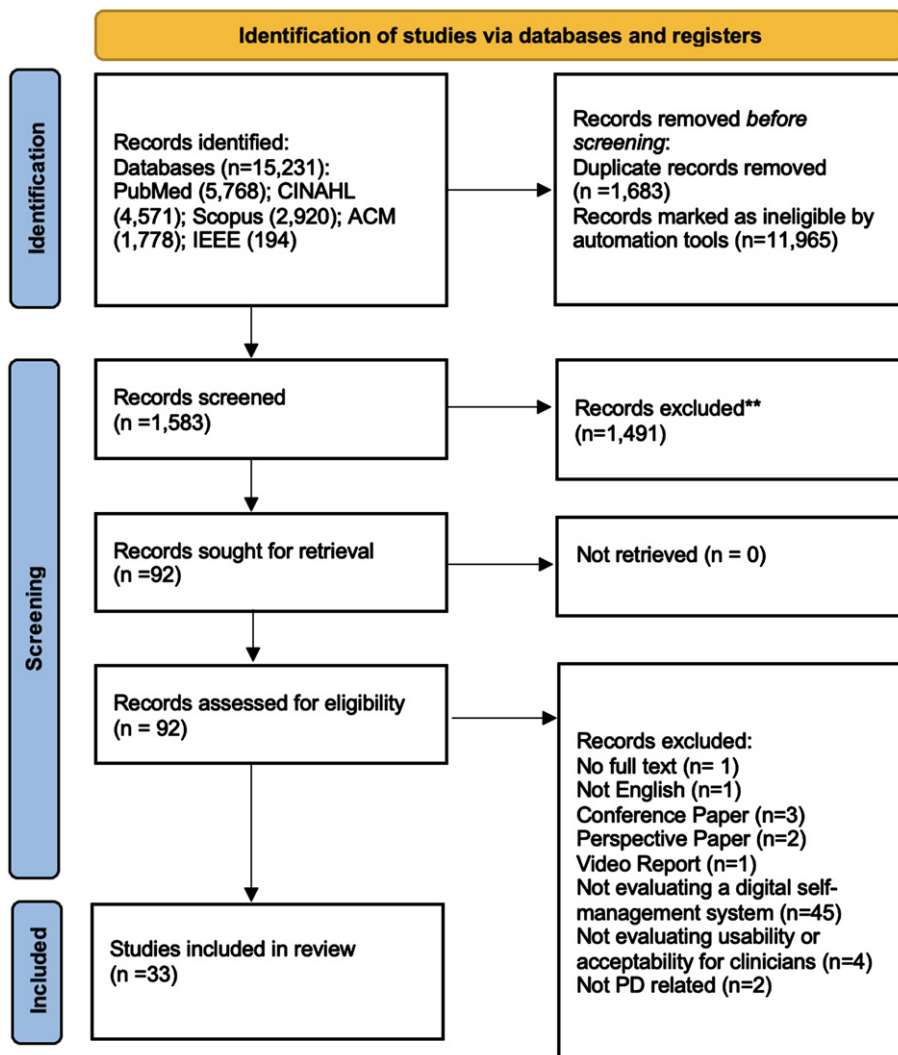 Identification of studies via databases and registers
Identification
Records identified:
Databases (n=15,231):
PubMed (5,768); CINAHL
(4,571); Scopus (2,920); ACM
(1,778); IEEE (194)
Records removed before
screening:
Duplicate records removed
(n =1,683)
Records marked as ineligible by
automation tools (n=11,965)
Screening
Records screened
(n =1,583)
Records excluded**
(n=1,491)
Records sought for retrieval
(n =92)
Not retrieved (n = 0)
Records assessed for eligibility
(n = 92)
Records excluded:
No full text (n= 1)
Not English (n=1)
Conference Paper (n=3)
Perspective Paper (n=2)
Video Report (n=1)
Not evaluating a digital self-
management system (n=45)
Not evaluating usability or
acceptability for clinicians (n=4)
Not PD related (n=2)
Included
Studies included in review
(n =33)